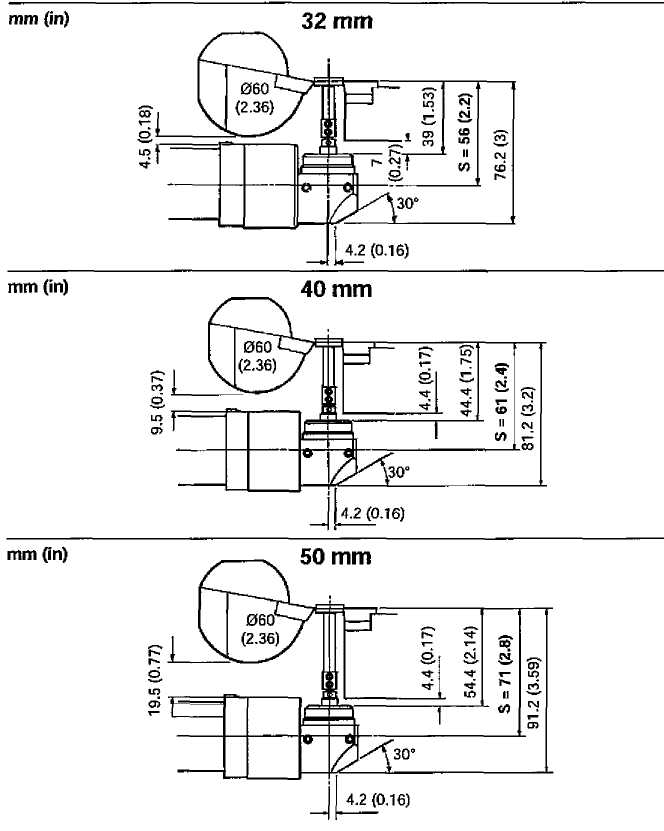 mm (in)
32 mm
Ø60
(2.36)
4.5 (0.18)
7
(0.27)
39 (1.53)
S = 56 (2.2)
76.2 (3)
30°
4.2 (0.16)
mm (in)
40 mm
Ø60
(2.36)
9.5 (0.37)
4.4 (0.17)
44.4 (1.75)
S = 61 (2.4)
81.2 (3.2)
30°
4.2 (0.16)
mm (in)
50 mm
Ø60
(2.36)
19.5 (0.77)
4.4 (0.17)
54.4 (2.14)
S = 71 (2.8)
91.2 (3.59)
30°
4.2 (0.16)